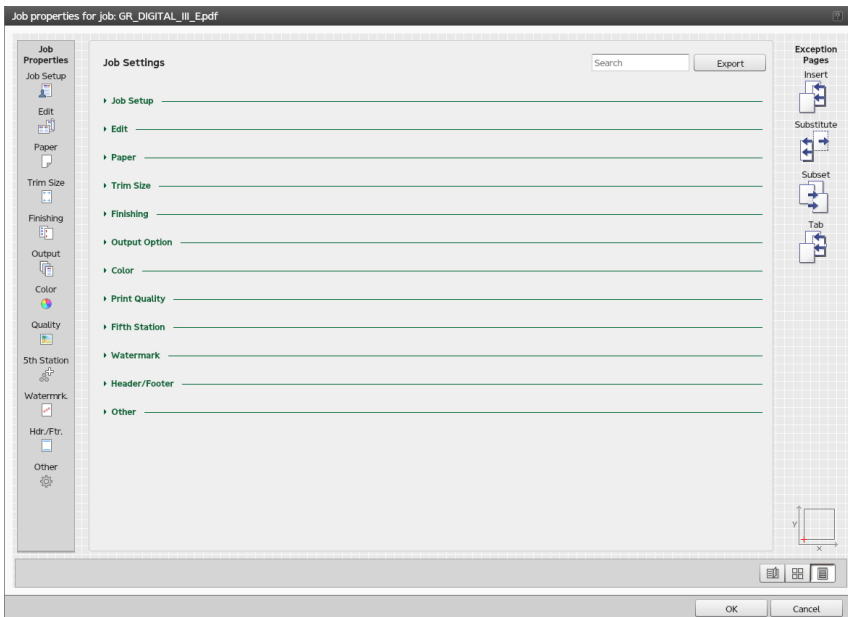 Job properties for job: GR_DIGITAL_III_E.pdf
?
Job
Properties
Job Setup
Edit
Paper
Trim Size
Finishing
Output
Color
Quality
5th Station
Watermrk.
Hdr./Ftr.
Other
Job Settings
Search
Export
Job Setup
Edit
Paper
Trim Size
Finishing
Output Option
Color
Print Quality
Fifth Station
Watermark
Header/Footer
Other
Exception
Pages
Insert
Substitute
Subset
Tab
Y
X
OK
Cancel